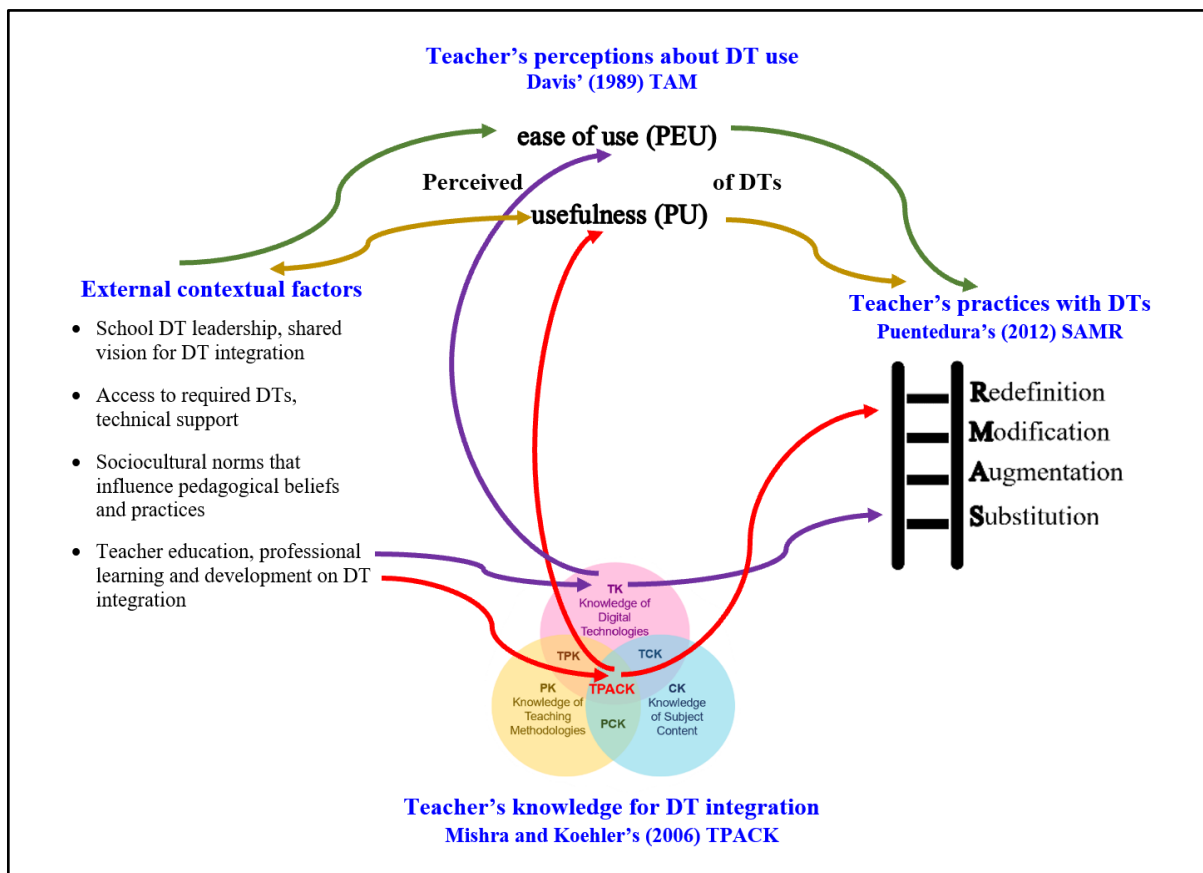 Teacher's perceptions about DT use
Davis' (1989) TAM
ease of use (PEU)
Perceived
of DTs
usefulness (PU)
External contextual factors
• School DT leadership, shared
vision for DT integration
• Access to required DTs,
technical support
• Sociocultural norms that
influence pedagogical beliefs
and practices
• Teacher education, professional
learning and development on DT
integration
Teacher's practices with DTs
Puentedura's (2012) SAMR
Redefinition
Modification
Augmentation
Substitution
TK
Knowledge of
Digital
Technologies
TPK
TCK
PK
Knowledge of
Teaching
Methodologies
TPACK
CK
Knowledge
of Subject
Content
PCK
Teacher's knowledge for DT integration
Mishra and Koehler's (2006) TPACK